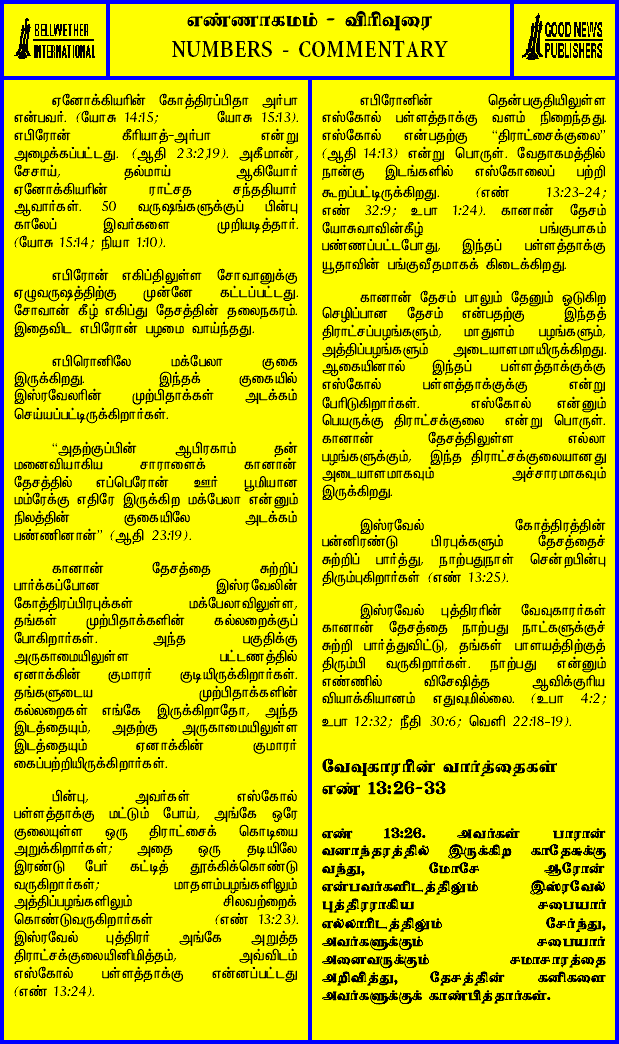 BELLWETHER
INTERNATIONAL
எண்ணாகமம் - விரிவுரை
NUMBERS - COMMENTARY
GOOD NEWS
PUBLISHERS
ஏனோக்கியரின் கோத்திரப்பிதா அர்பா
என்பவர். (யோசு 14:15; யோசு 15:13).
எபிரோன் கீரியாத்-அர்பா என்று
அழைக்கப்பட்டது. (ஆதி 23:2,19). அகீமான்,
சேசாய், தல்மாய் ஆகியோர்
ஏனோக்கியரின் ராட்சத சந்ததியார்
ஆவார்கள். 50 வருஷங்களுக்குப் பின்பு
காலேப் இவர்களை முறியடித்தார்.
(யோசு 15:14; நியா 1:10).
எபிரோன் எகிப்திலுள்ள சோவானுக்கு
ஏழுவருஷத்திற்கு முன்னே கட்டப்பட்டது.
சோவான் கீழ் எகிப்து தேசத்தின் தலைநகரம்.
இதைவிட எபிரோன் பழமை வாய்ந்தது.
எபிரொனிலே மக்பேலா குகை
இருக்கிறது. இந்தக் குகையில்
இஸ்ரவேலரின் முற்பிதாக்கள் அடக்கம்
செய்யப்பட்டிருக்கிறார்கள்.
"அதற்குப்பின் ஆபிரகாம் தன்
மனைவியாகிய சாராளைக் கானான்
தேசத்தில் எப்பெரோன் ஊர் பூமியான
மம்ரேக்கு எதிரே இருக்கிற மக்பேலா என்னும்
நிலத்தின் குகையிலே அடக்கம்
பண்ணினான்" (ஆதி 23:19).
கானான் தேசத்தை சுற்றிப்
பார்க்கப்போன இஸ்ரவேலின்
கோத்திரப்பிரபுக்கள் மக்பேலாவிலுள்ள,
தங்கள் முற்பிதாக்களின் கல்லறைக்குப்
போகிறார்கள். அந்த பகுதிக்கு
அருகாமையிலுள்ள பட்டணத்தில்
ஏனாக்கின் குமாரர் குடியிருக்கிறார்கள்.
தங்களுடைய முற்பிதாக்களின்
கல்லறைகள் எங்கே இருக்கிறாதோ, அந்த
இடத்தையும், அதற்கு அருகாமையிலுள்ள
இடத்தையும் ஏனாக்கின் குமாரர்
கைப்பற்றியிருக்கிறார்கள்.
பின்பு, அவர்கள் எஸ்கோல்
பள்ளத்தாக்கு மட்டும் போய், அங்கே ஒரே
குலையுள்ள ஒரு திராட்சைக் கொடியை
அறுக்கிறார்கள்; அதை ஒரு தடியிலே
இரண்டு பேர் கட்டித் தூக்கிக்கொண்டு
வருகிறார்கள்; மாதளம்பழங்களிலும்
அத்திப்பழங்களிலும் சிலவற்றைக்
கொண்டுவருகிறார்கள் (எண் 13:23).
இஸ்ரவேல் புத்திரர் அங்கே அறுத்த
திராட்சக்குலையினிமித்தம், அவ்விடம்
எஸ்கோல் பள்ளத்தாக்கு என்னப்பட்டது
(எண் 13:24).
எபிரோனின் தென்பகுதியிலுள்ள
எஸ்கோல் பள்ளத்தாக்கு வளம் நிறைந்தது.
எஸ்கோல் என்பதற்கு "திராட்சைக்குலை"
(ஆதி 14:13) என்று பொருள். வேதாகமத்தில்
நான்கு இடங்களில் எஸ்கோலைப் பற்றி
கூறப்பட்டிருக்கிறது. (எண் 13:23-24;
எண் 32:9; உபா 1:24). கானான் தேசம்
யோசுவாவின்கீழ் பங்குபாகம்
பண்ணப்பட்டபோது, இந்தப் பள்ளத்தாக்கு
யூதாவின் பங்குவீதமாகக் கிடைக்கிறது.
கானான் தேசம் பாலும் தேனும் ஓடுகிற
செழிப்பான தேசம் என்பதற்கு இந்தத்
திராட்சப்பழங்களும், மாதுளம் பழங்களும்,
அத்திப்பழங்களும் அடையாளமாயிருக்கிறது.
ஆகையினால் இந்தப் பள்ளத்தாக்குக்கு
எஸ்கோல் பள்ளத்தாக்குக்கு என்று
பேரிடுகிறார்கள். எஸ்கோல் என்னும்
பெயருக்கு திராட்சக்குலை என்று பொருள்.
கானான் தேசத்திலுள்ள எல்லா
பழங்களுக்கும், இந்த திராட்சக்குலையானது
அடையாளமாகவும் அச்சாரமாகவும்
இருக்கிறது.
இஸ்ரவேல் கோத்திரத்தின்
பன்னிரண்டு பிரபுக்களும் தேசத்தைச்
சுற்றிப் பார்த்து, நாற்பதுநாள் சென்றபின்பு
திரும்புகிறார்கள் (எண் 13:25).
இஸ்ரவேல் புத்திரரின் வேவுகாரர்கள்
கானான் தேசத்தை நாற்பது நாட்களுக்குச்
சுற்றி பார்த்துவிட்டு, தங்கள் பாளயத்திற்குத்
திரும்பி வருகிறார்கள். நாற்பது என்னும்
எண்ணில் விசேஷித்த ஆவிக்குரிய
வியாக்கியானம் எதுவுமில்லை. (உபா 4:2;
உபா 12:32; நீதி 30:6; வெளி 22:18-19).
வேவுகாரரின் வார்த்தைகள்
எண் 13:26-33
எண் 13:26. அவர்கள் பாரான்
வனாந்தரத்தில் இருக்கிற காதேசுக்கு
வந்து, மோசே ஆரோன்
என்பவர்களிடத்திலும் இஸ்ரவேல்
புத்திரராகிய சபையார்
எல்லாரிடத்திலும் சேர்ந்து,
அவர்களுக்கும் சபையார்
அனைவருக்கும் சமாசாரத்தை
அறிவித்து, தேசத்தின் கனிகளை
அவர்களுக்குக் காண்பித்தார்கள்.